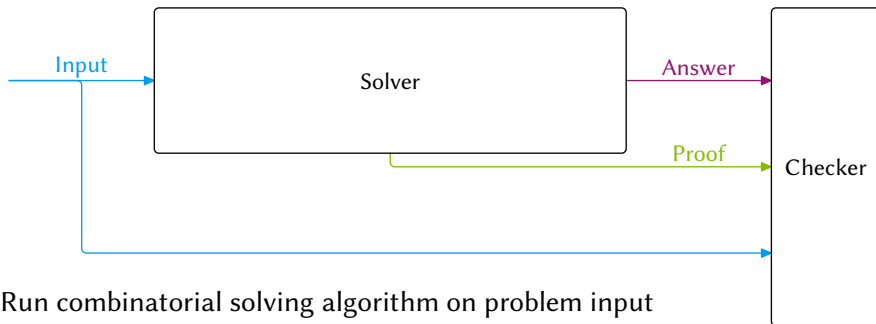 Input
Solver
Answer
Proof
Checker
Run combinatorial solving algorithm on problem input